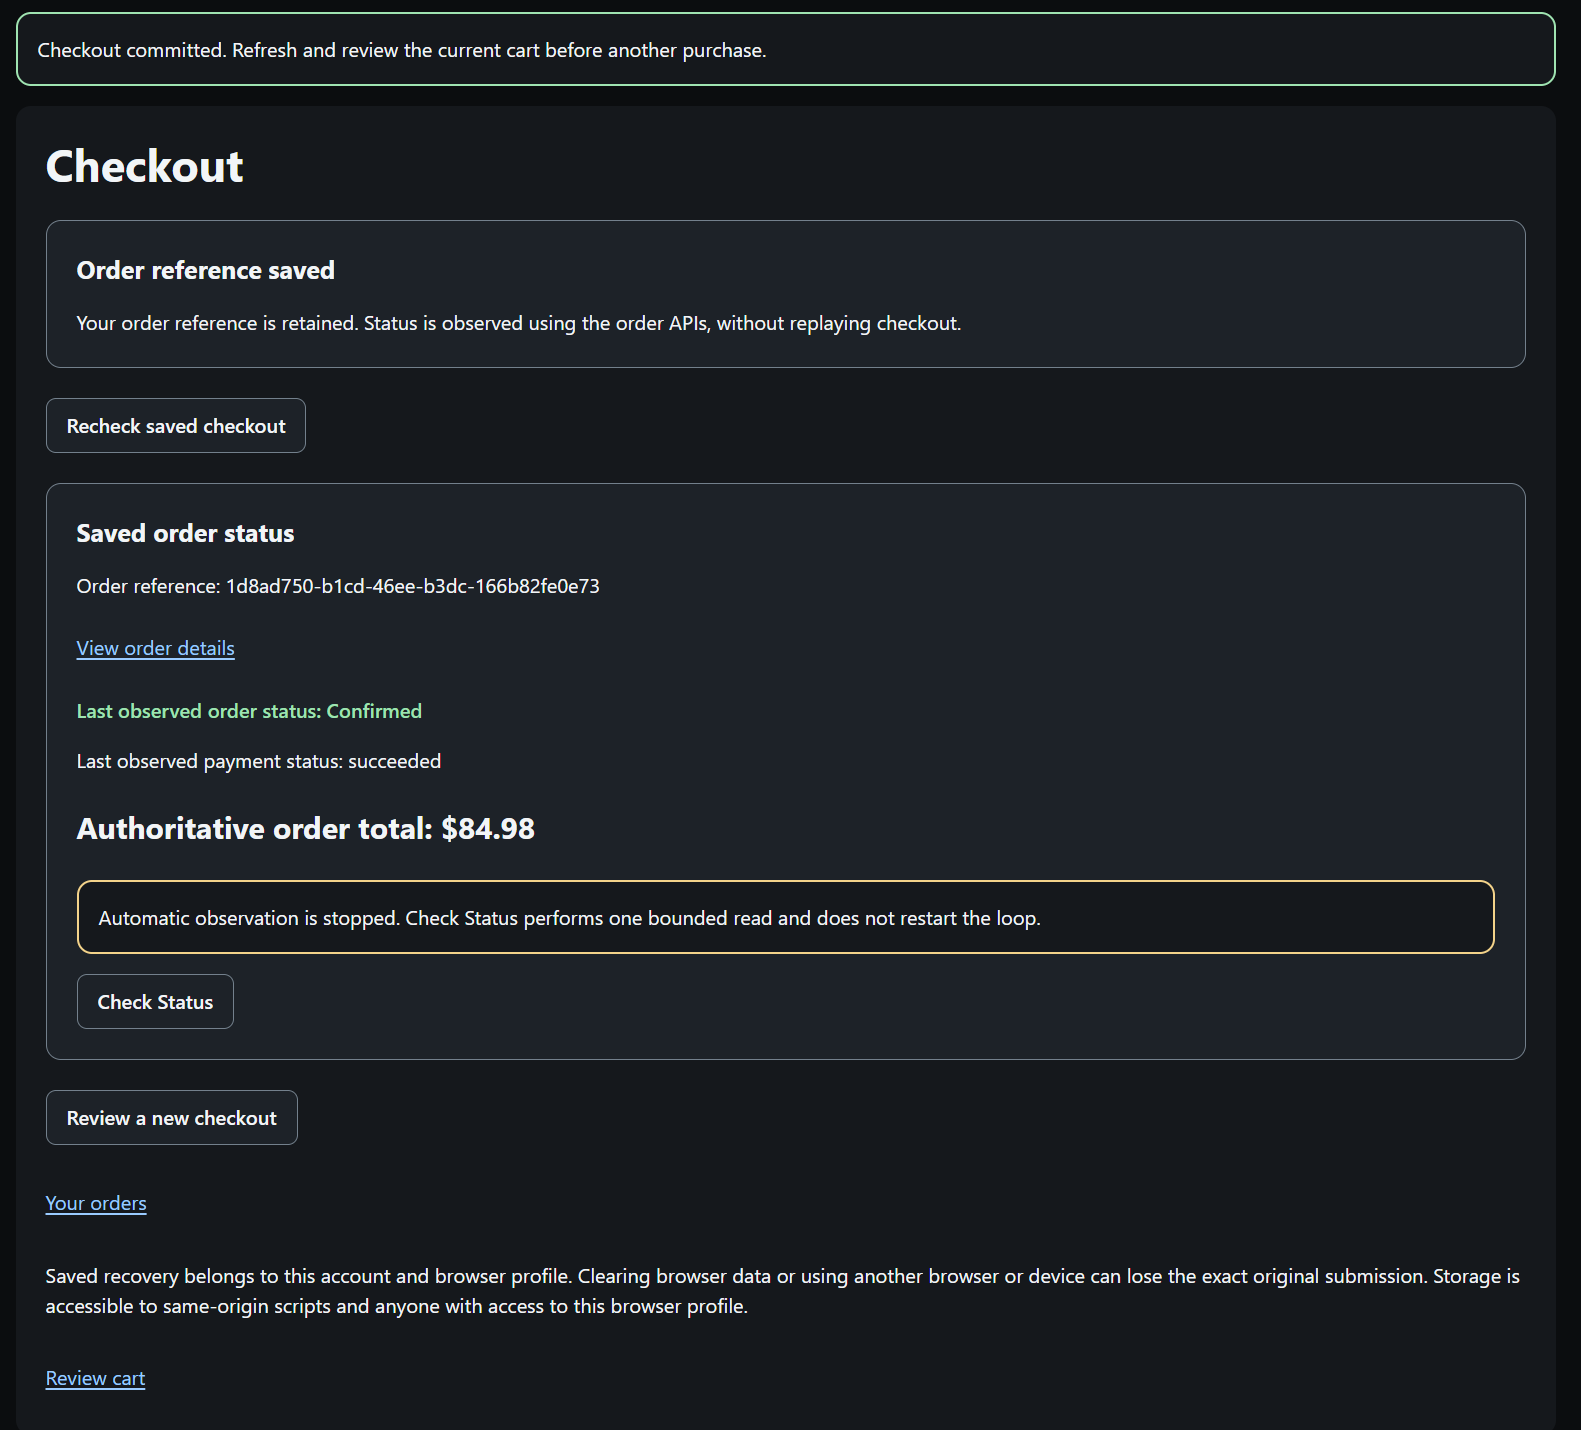 Checkout committed. Refresh and review the current cart before another purchase.
Checkout
Order reference saved
Your order reference is retained. Status is observed using the order APIs, without replaying checkout.
Recheck saved checkout
Saved order status
Order reference: 1d8ad750-b1cd-46ee-b3dc-166b82fe0e73
View order details
Last observed order status: Confirmed
Last observed payment status: succeeded
Authoritative order total: $84.98
Automatic observation is stopped. Check Status performs one bounded read and does not restart the loop.
Check Status
Review a new checkout
Your orders
Saved recovery belongs to this account and browser profile. Clearing browser data or using another browser or device can lose the exact original submission. Storage is
accessible to same-origin scripts and anyone with access to this browser profile.
Review cart